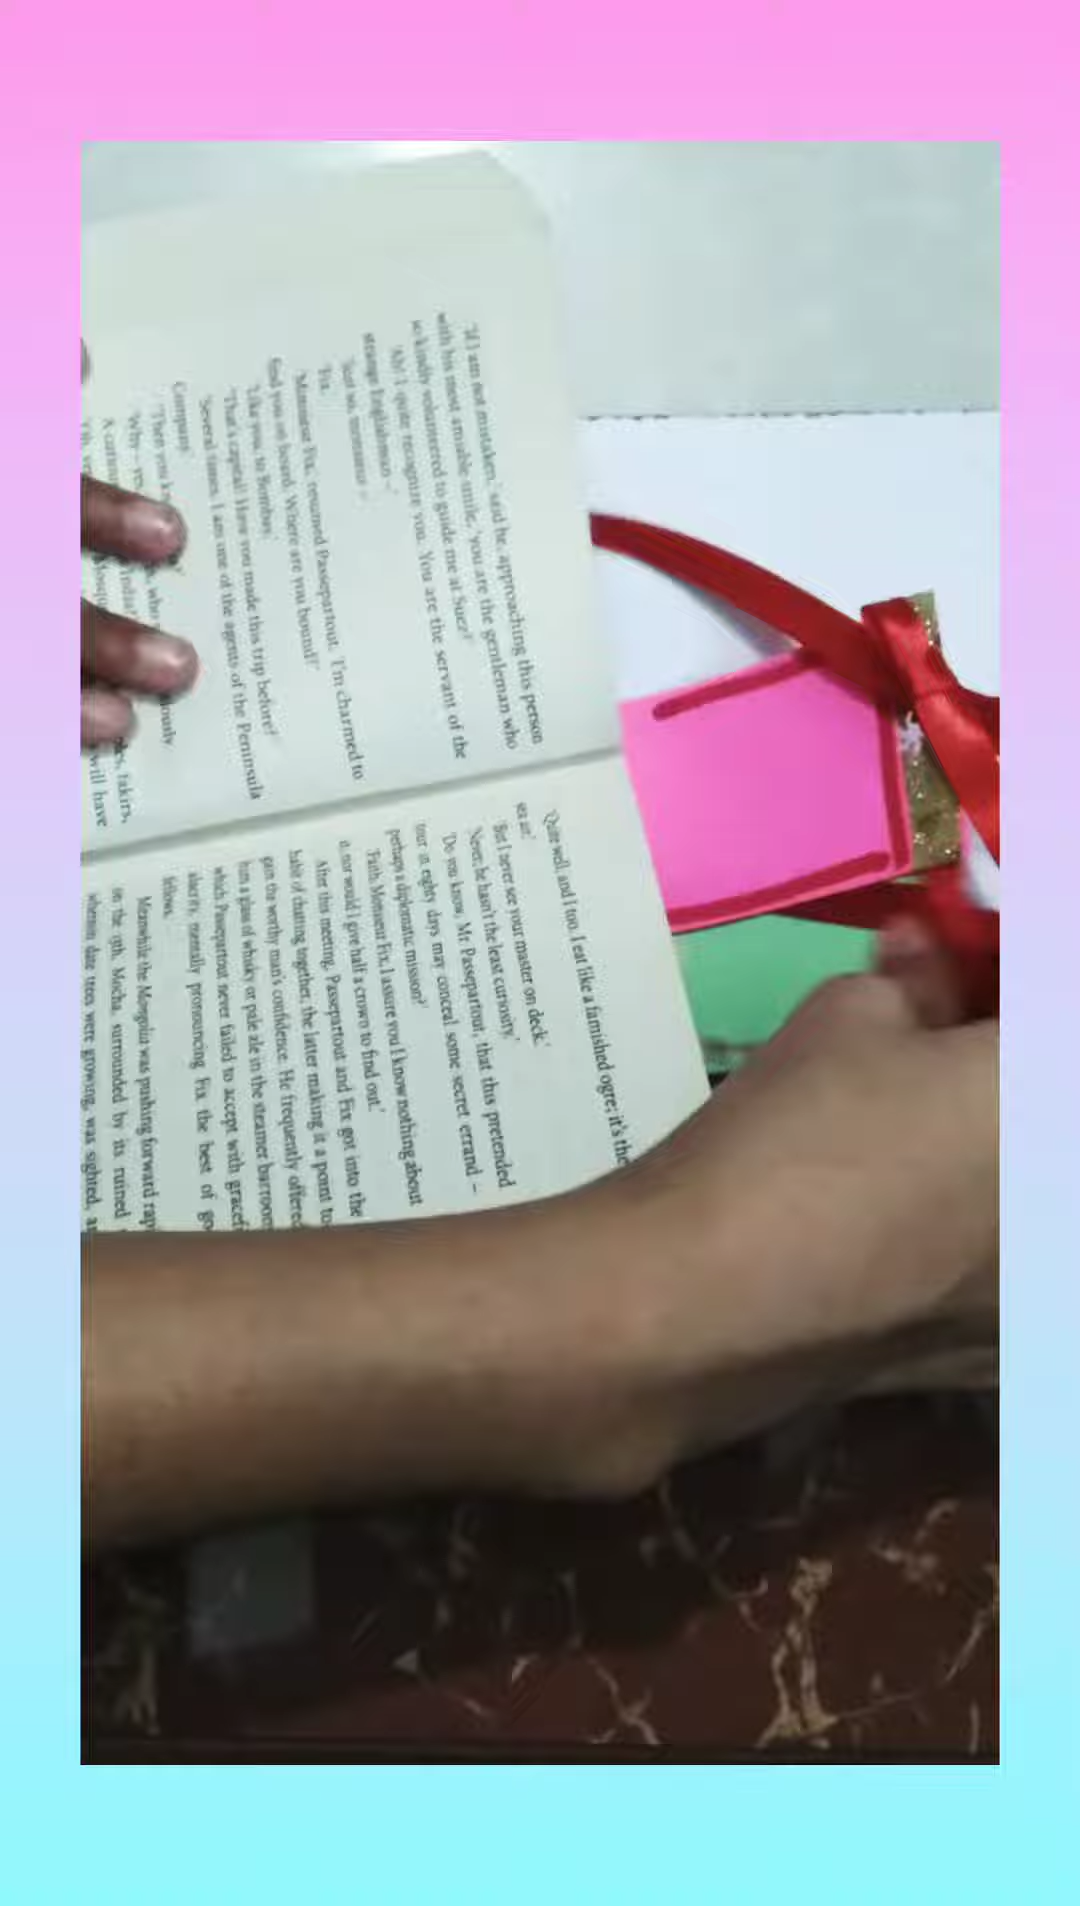 'If I am not mistaken,' said he, approaching this person
with his most amiable smile, 'you are the gentleman who
so kindly volunteered to guide me at Suez?'
'Ah! I quite recognize you. You are the servant of the
strange Englishman –'
'Just so, monsieur –'
'Fix.'
'Monsieur Fix,' resumed Passepartout, 'I'm charmed to
find you on board. Where are you bound?'
'Like you, to Bombay.'
'That's capital! Have you made this trip before?'
'Several times. I am one of the agents of the Peninsula
Company.'
'Then you
'Why – yes,
A curious
will have
'Quite well, and I too. I eat like a famished ogre; it's the
sea air.'
'But I never see your master on deck.'
'Never; he hasn't the least curiosity.'
'Do you know, Mr Passepartout, that this pretended
tour in eighty days may conceal some secret errand –
perhaps a diplomatic mission?'
'Faith, Monsieur Fix, I assure you I know nothing about
it, nor would I give half a crown to find out.'
After this meeting, Passepartout and Fix got into the
habit of chatting together, the latter making it a point to
gain the worthy man's confidence. He frequently offered
him a glass of whisky or pale ale in the steamer
which Passepartout never failed to accept with
alacrity, mentally pronouncing Fix the best of
fellows.
Meanwhile the Mongolia was pushing forward
on the 13th, Mocha, surrounded by its ruined
whereon date trees were growing, was sighted,